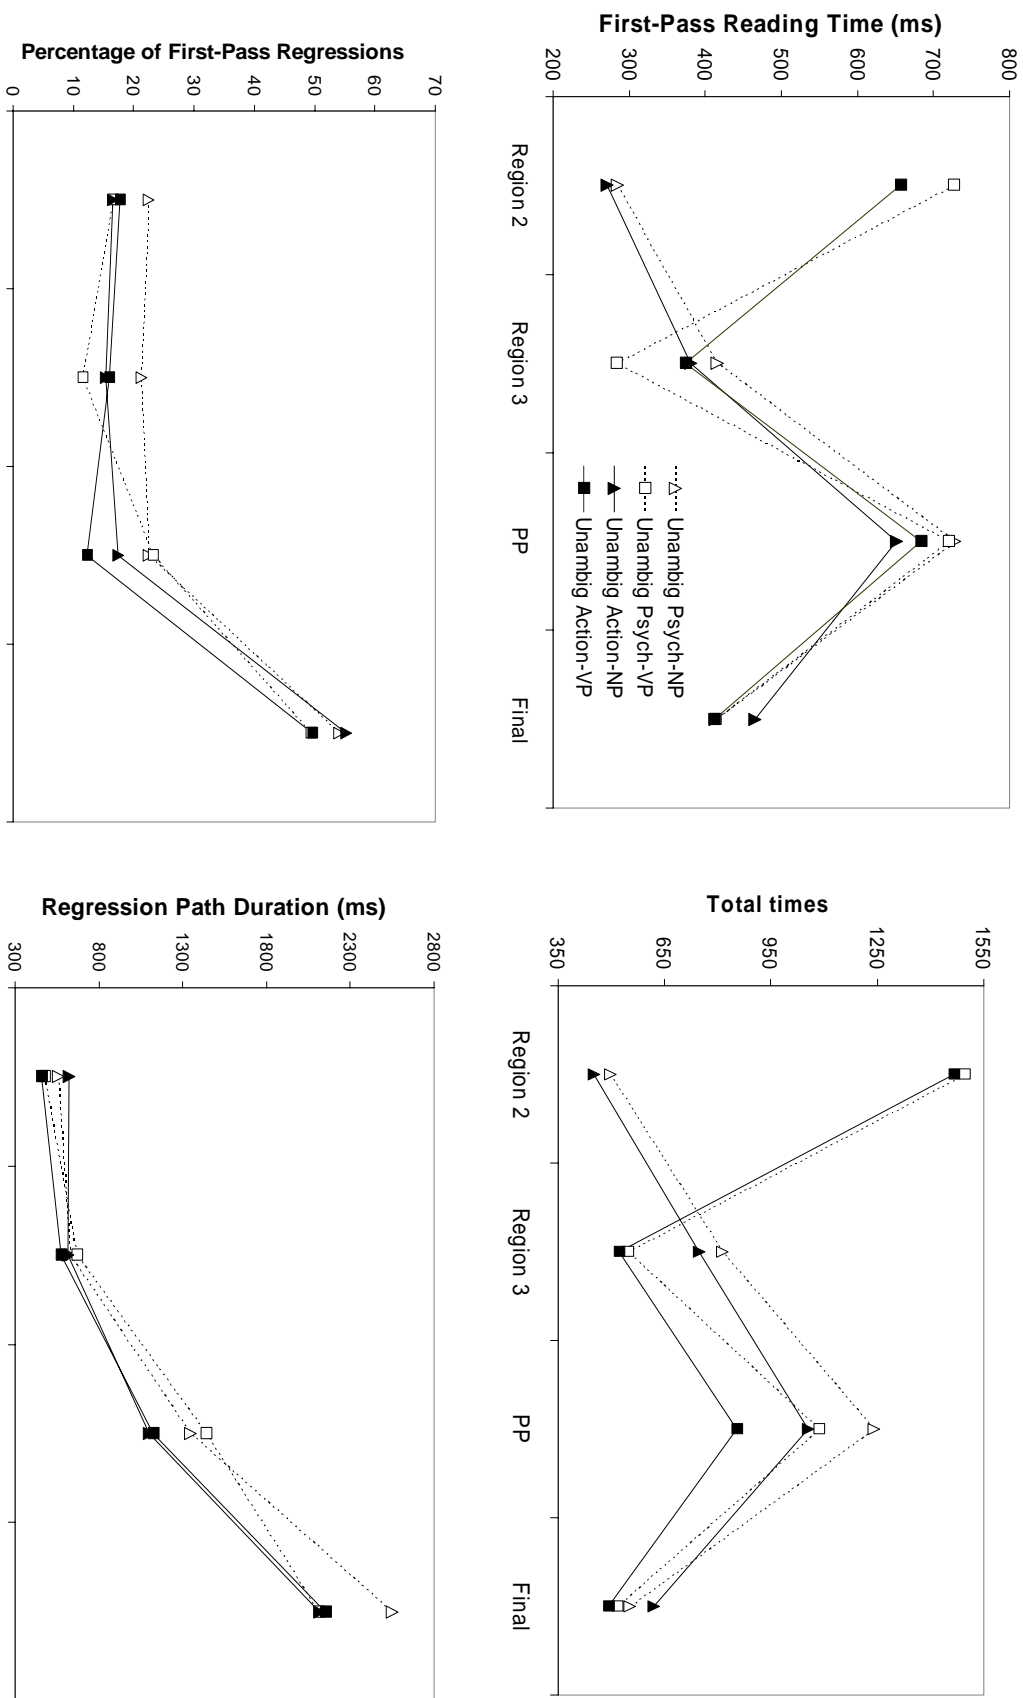 First-Pass Reading Time (ms)
800
700
600
500
400
300
200
Region 2
Region 3
PP
Final
Unambig Psych-NP
Unambig Psych-VP
Unambig Action-NP
Unambig Action-VP
Total times
1550
1250
950
650
350
Region 2
Region 3
PP
Final
Percentage of First-Pass Regressions
70
60
50
40
30
20
10
0
Regression Path Duration (ms)
2800
2300
1800
1300
800
300